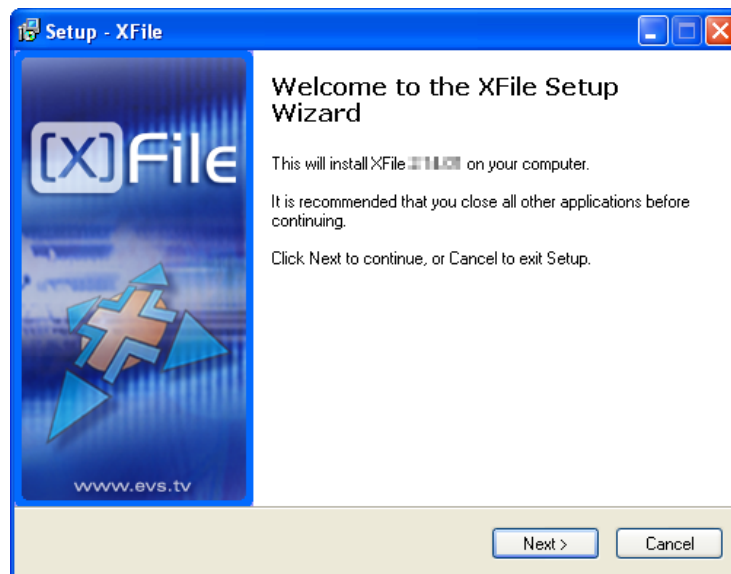 Setup - XFile
[X]File
www.evs.tv
Welcome to the XFile Setup
Wizard
This will install XFile on your computer.
It is recommended that you close all other applications before
continuing.
Click Next to continue, or Cancel to exit Setup.
Next >
Cancel